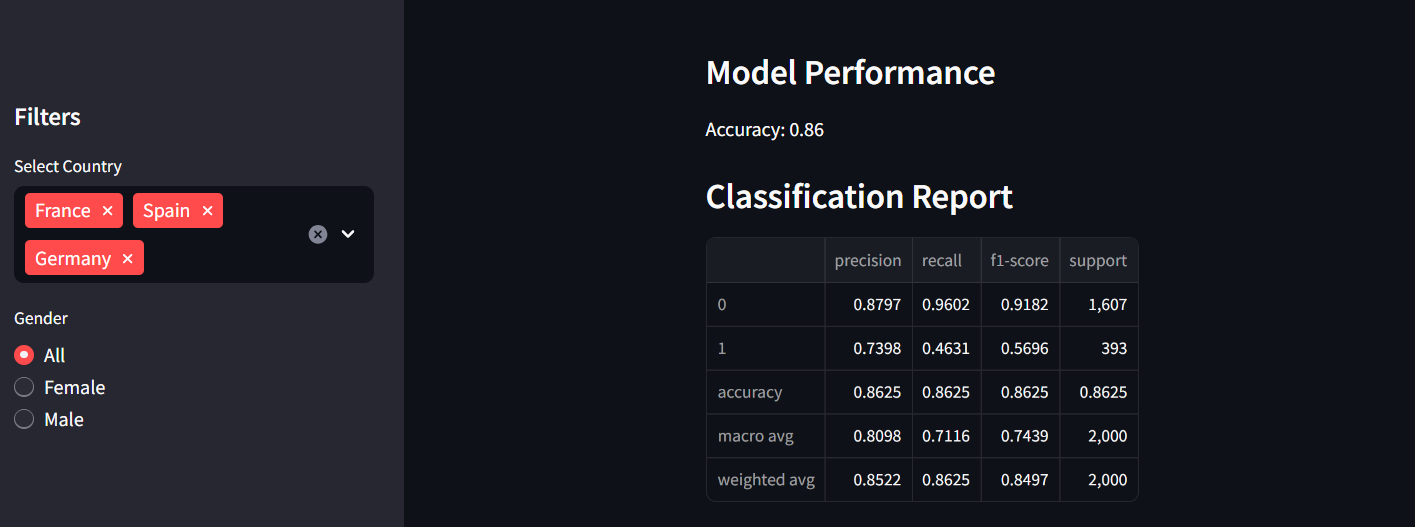 Filters
Select Country
France × Spain ×
Germany ×
Gender
All
Female
Male
Model Performance
Accuracy: 0.86
Classification Report
precision recall f1-score support
0 0.8797 0.9602 0.9182 1,607
1 0.7398 0.4631 0.5696 393
accuracy 0.8625 0.8625 0.8625 0.8625
macro avg 0.8098 0.7116 0.7439 2,000
weighted avg 0.8522 0.8625 0.8497 2,000